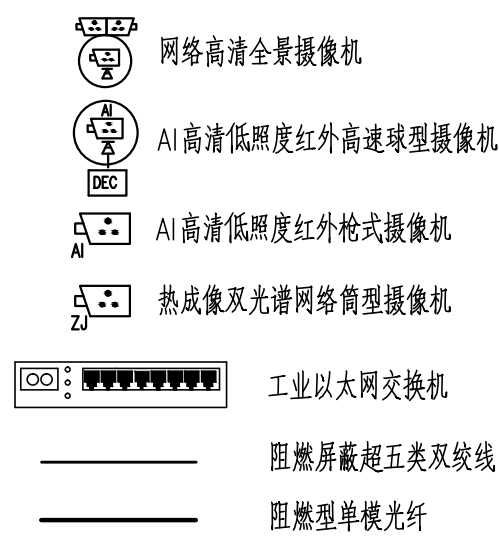 网络高清全景摄像机
AI
AI高清低照度红外高速球型摄像机
DEC
AI高清低照度红外枪式摄像机
AI
热成像双光谱网络筒型摄像机
ZJ
工业以太网交换机
阻燃屏蔽超五类双绞线
阻燃型单模光纤